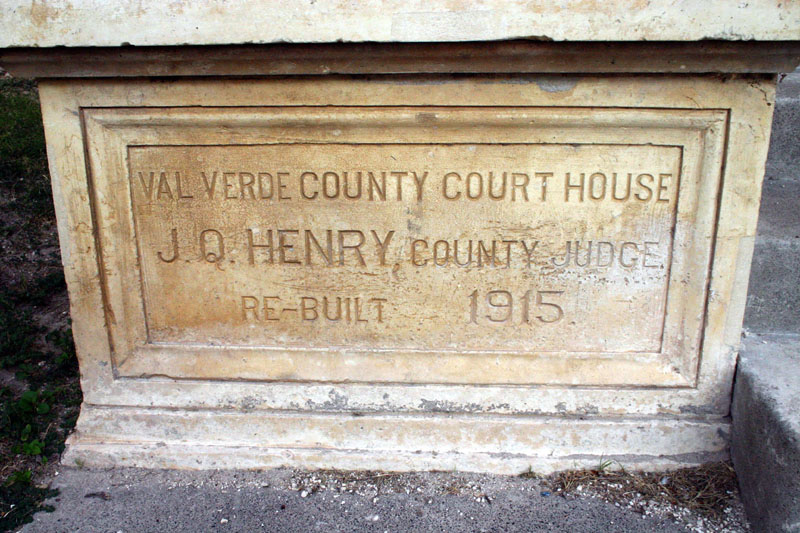 VAL VERDE COUNTY COURT HOUSE
J. Q. HENRY, COUNTY JUDGE
RE-BUILT 1915